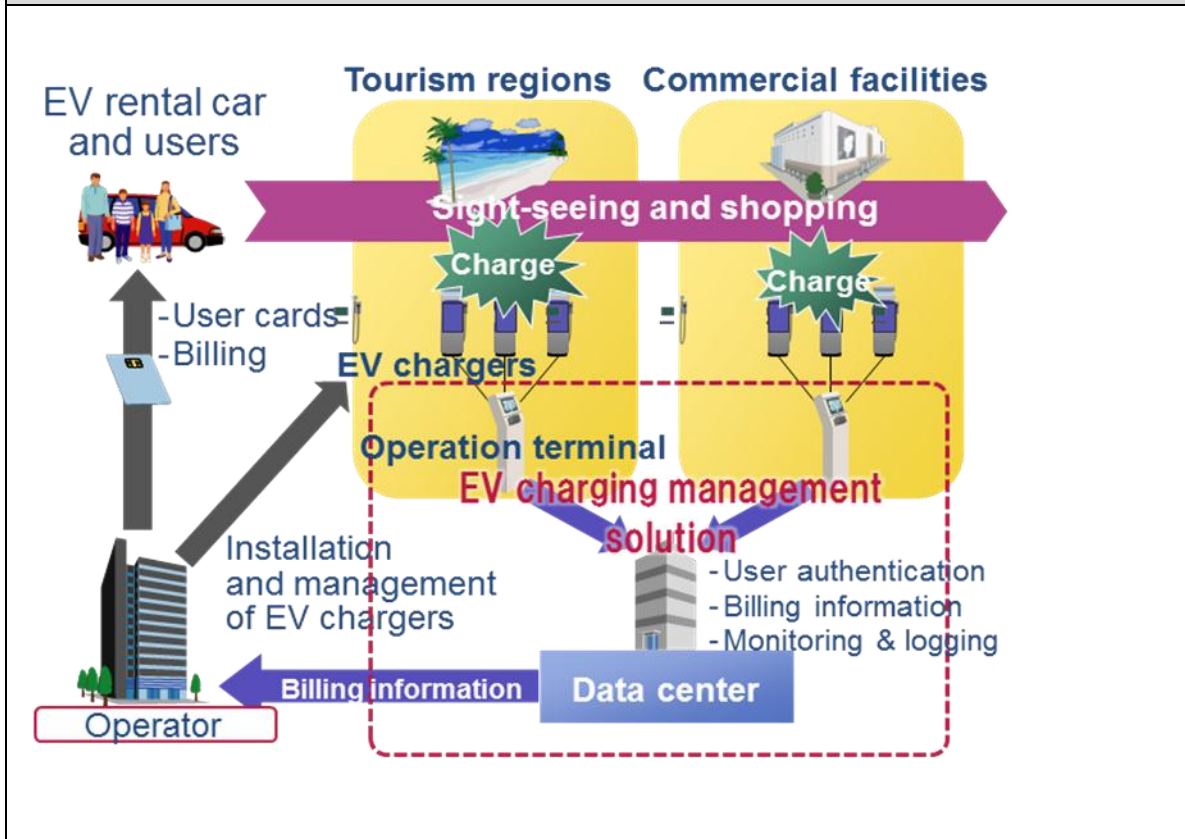 Tourism regions
Commercial facilities
EV rental car
and users
Sight-seeing and shopping
Charge
Charge
-User cards
-Billing
EV chargers
Operation terminal
EV charging management
solution
Installation
and management
of EV chargers
-User authentication
-Billing information
-Monitoring & logging
Billing information
Data center
Operator